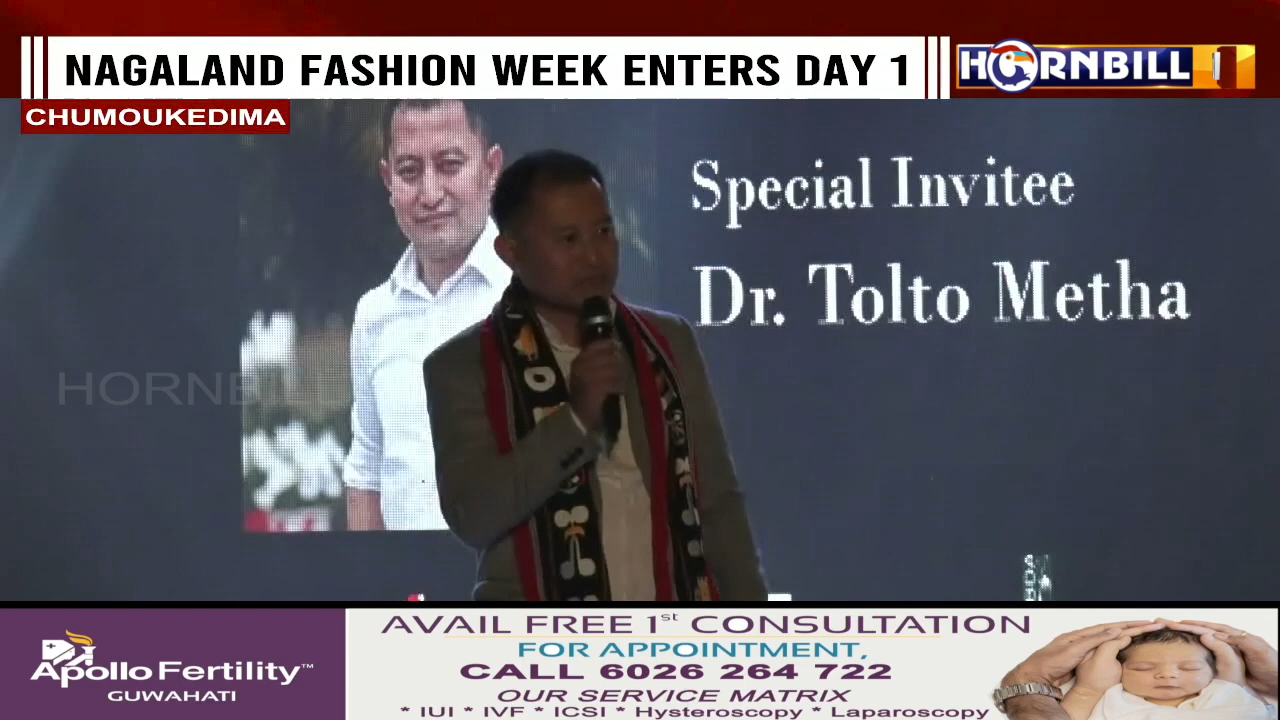 NAGALAND FASHION WEEK ENTERS DAY 1
HORNBILL
CHUMOUKEDIMA
Special Invitee
Dr. Tolto Metha
HORNBILL
Apollo Fertility™
GUWAHATI
AVAIL FREE 1st CONSULTATION
FOR APPOINTMENT,
CALL 6026 264 722
OUR SERVICE MATRIX
* IUI * IVF * ICSI * Hysteroscopy * Laparoscopy